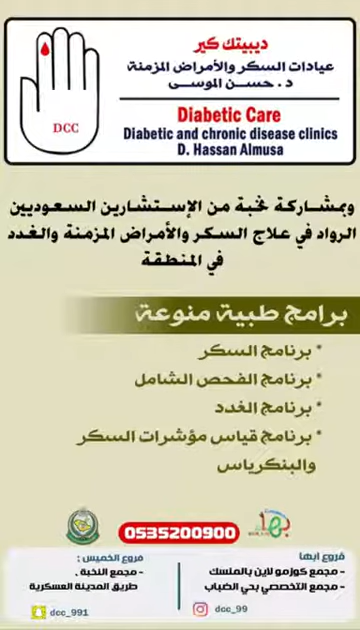 DCC
ديبيتك كير
عيادات السكر والأمراض المزمنة
د. حسن الموسى
Diabetic Care
Diabetic and chronic disease clinics
D. Hassan Almusa
وبمشاركة نخبة من الإستشارين السعوديين
الرواد في علاج السكر والأمراض المزمنة والغدد
في المنطقة
برامج طبية منوعة
* برنامج السكر
* برنامج الفحص الشامل
* برنامج الغدد
* برنامج قياس مؤشرات السكر
والبنكرياس
0535200900
فروع ابها
- مجمع كوزمو لاين بالمنسك
- مجمع التخصصي بحي الضباب
dcc_99
فروع الخميس :
- مجمع النخبة .
طريق المدينة العسكرية
dcc_991